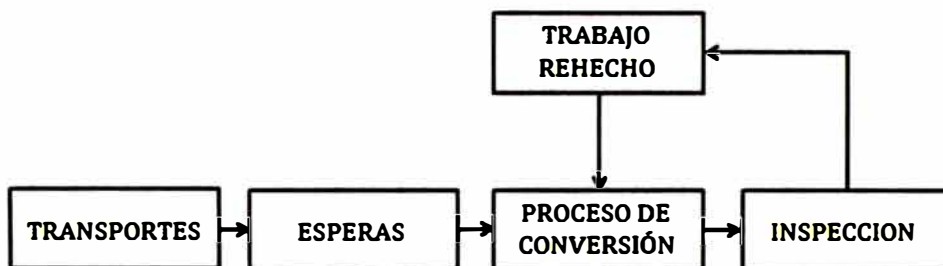 TRABAJO
REHECHO
TRANSPORTES
ESPERAS
PROCESO DE
CONVERSIÓN
INSPECCION